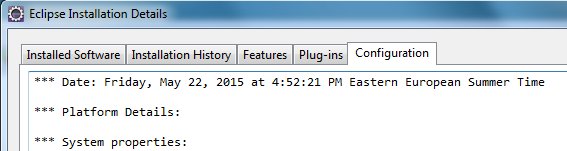 Eclipse Installation Details
Installed Software Installation History Features Plug-ins Configuration
*** Date: Friday, May 22, 2015 at 4:52:21 PM Eastern European Summer Time
*** Platform Details:
*** System properties: